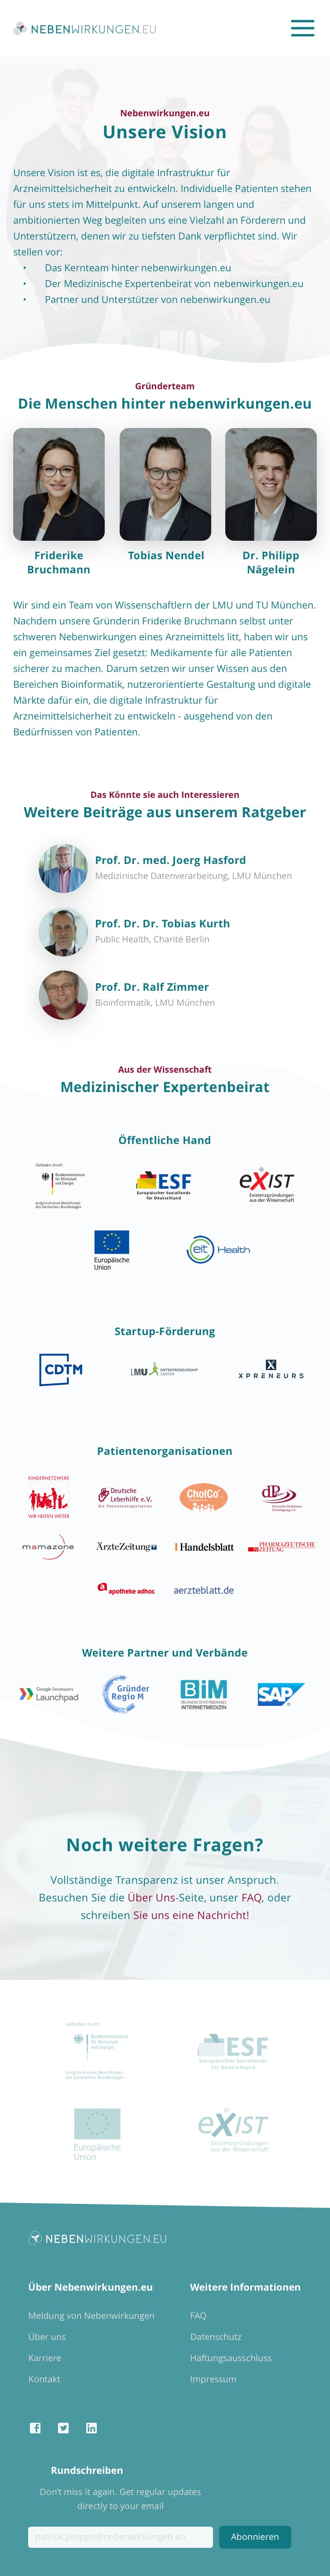 NEBENWIRKUNGEN.EU
Nebenwirkungen.eu
Unsere Vision
Unsere Vision ist es, die digitale Infrastruktur für
Arzneimittelsicherheit zu entwickeln. Individuelle Patienten stehen
für uns stets im Mittelpunkt. Auf unserem langen und
ambitionierten Weg begleiten uns eine Vielzahl an Förderern und
Unterstützern, denen wir zu tiefsten Dank verpflichtet sind. Wir
stellen vor:
• Das Kernteam hinter nebenwirkungen.eu
• Der Medizinische Expertenbeirat von nebenwirkungen.eu
• Partner und Unterstützer von nebenwirkungen.eu
Gründerteam
Die Menschen hinter nebenwirkungen.eu
Friderike
Bruchmann
Tobias Nendel
Dr. Philipp
Nägelein
Wir sind ein Team von Wissenschaftlern der LMU und TU München.
Nachdem unsere Gründerin Friderike Bruchmann selbst unter
schweren Nebenwirkungen eines Arzneimittels litt, haben wir uns
ein gemeinsames Ziel gesetzt: Medikamente für alle Patienten
sicherer zu machen. Darum setzen wir unser Wissen aus den
Bereichen Bioinformatik, nutzerorientierte Gestaltung und digitale
Märkte dafür ein, die digitale Infrastruktur für
Arzneimittelsicherheit zu entwickeln - ausgehend von den
Bedürfnissen von Patienten.
Das Könnte sie auch Interessieren
Weitere Beiträge aus unserem Ratgeber
Prof. Dr. med. Joerg Hasford
Medizinische Datenverarbeitung, LMU München
Prof. Dr. Dr. Tobias Kurth
Public Health, Charité Berlin
Prof. Dr. Ralf Zimmer
Bioinformatik, LMU München
Aus der Wissenschaft
Medizinischer Expertenbeirat
Öffentliche Hand
Gefördert durch:
Bundesministerium
für Wirtschaft
und Energie
aufgrund eines Beschlusses
des Deutschen Bundestages
ESF
Europäischer Sozialfonds
für Deutschland
eXIST
Existenzgründungen
aus der Wissenschaft
Europäische
Union
eit Health
Startup-Förderung
CDTM
LMU ENTREPRENEURSHIP
CENTER
X
XPRENEURS
Patientenorganisationen
KINDERNETZWERK
WIR HELFEN WEITER
Deutsche
Leberhilfe e.V.
Die Patientenorganisation
CholCo
dP
mamazone
ÄrzteZeitung
Handelsblatt
PHARMAZEUTISCHE
ZEITUNG
apotheke adhoc
aerzteblatt.de
Weitere Partner und Verbände
Google Developers
Launchpad
Gründer
Regio M
BiM
BUNDESVERBAND
INTERNETMEDIZIN
SAP
Noch weitere Fragen?
Vollständige Transparenz ist unser Anspruch.
Besuchen Sie die Über Uns-Seite, unser FAQ, oder
schreiben Sie uns eine Nachricht!
Gefördert durch:
Bundesministerium
für Wirtschaft
und Energie
aufgrund eines Beschlusses
des Deutschen Bundestages
ESF
Europäischer Sozialfonds
für Deutschland
Europäische
Union
eXIST
Existenzgründungen
aus der Wissenschaft
NEBENWIRKUNGEN.EU
Über Nebenwirkungen.eu
Meldung von Nebenwirkungen
Über uns
Karriere
Kontakt
Weitere Informationen
FAQ
Datenschutz
Haftungsausschluss
Impressum
Rundschreiben
Don't miss it again. Get regular updates
directly to your email
patrick.proppe@nebenwirkungen.eu
Abonnieren